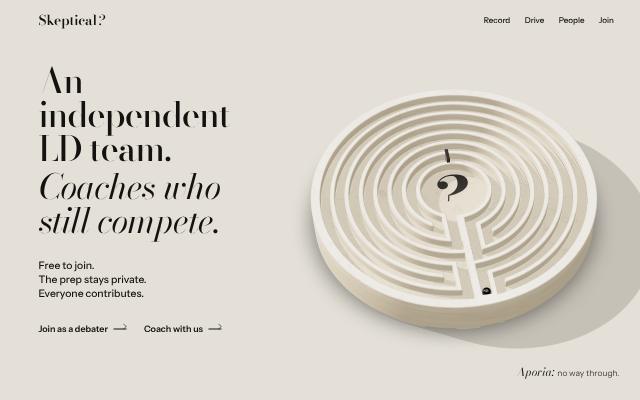 Skeptical?
Record Drive People Join
An
independent
LD team.
Coaches who
still compete.
Free to join.
The prep stays private.
Everyone contributes.
Join as a debater → Coach with us →
?
Aporia: no way through.